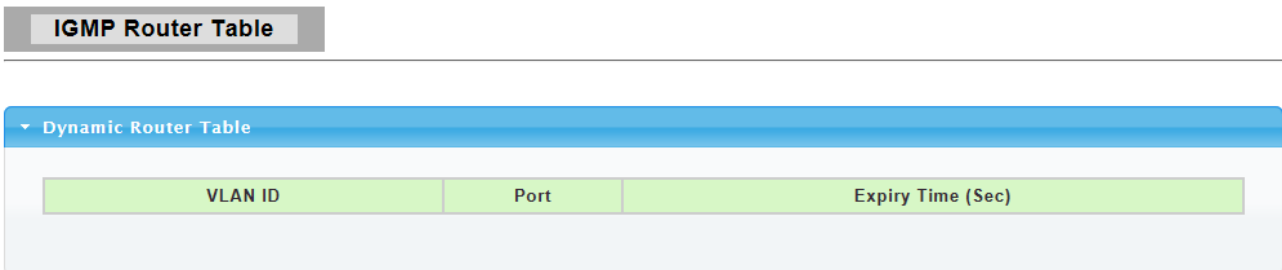 IGMP Router Table
Dynamic Router Table
VLAN ID Port Expiry Time (Sec)